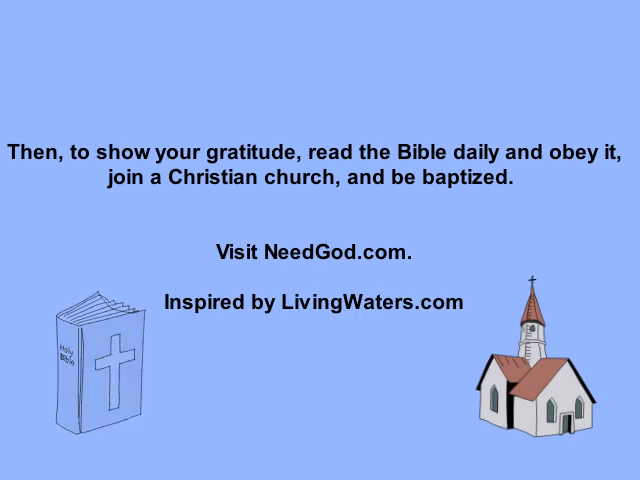 Then, to show your gratitude, read the Bible daily and obey it,
join a Christian church, and be baptized.
Visit NeedGod.com.
Inspired by LivingWaters.com
Holy
Bible